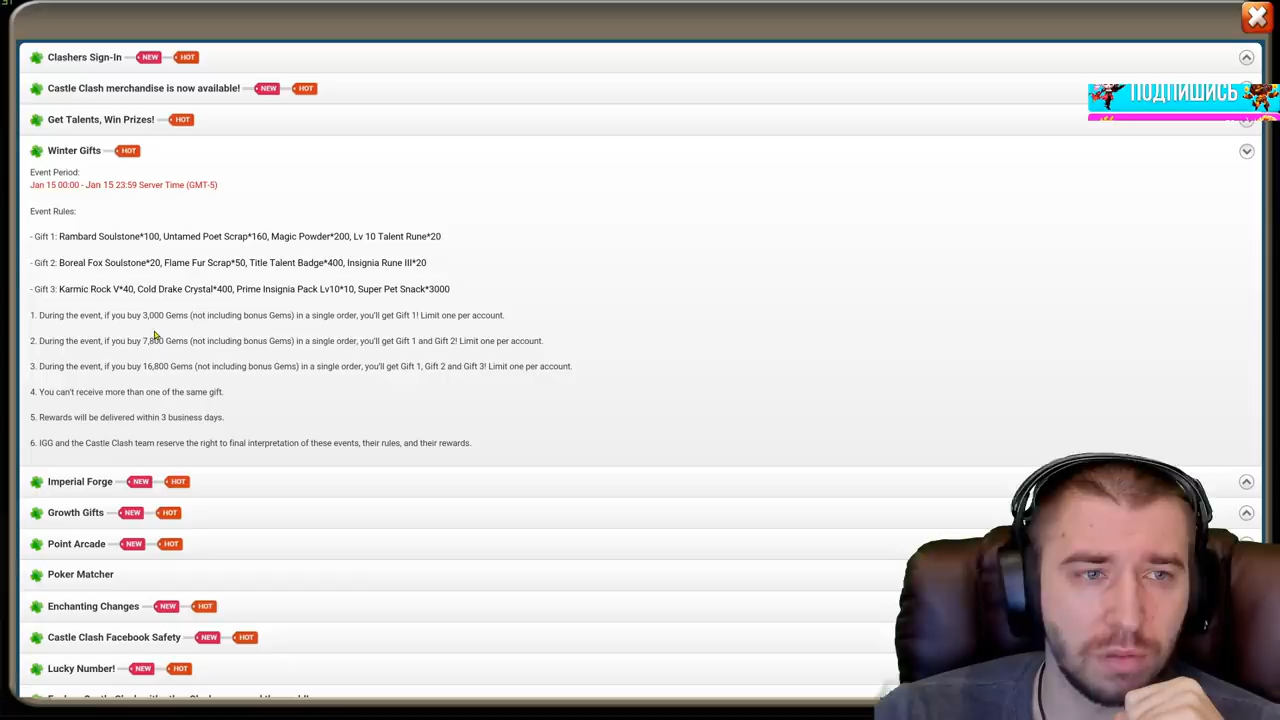 Clashers Sign-In NEW HOT
Castle Clash merchandise is now available! NEW HOT
ПОДПИШИСЬ
Get Talents, Win Prizes! HOT
Winter Gifts HOT
Event Period:
Jan 15 00:00 - Jan 15 23:59 Server Time (GMT-5)
Event Rules:
- Gift 1: Rambard Soulstone*100, Untamed Poet Scrap*160, Magic Powder*200, Lv 10 Talent Rune*20
- Gift 2: Boreal Fox Soulstone*20, Flame Fur Scrap*50, Title Talent Badge*400, Insignia Rune III*20
- Gift 3: Karmic Rock V*40, Cold Drake Crystal*400, Prime Insignia Pack Lv10*10, Super Pet Snack*3000
1. During the event, if you buy 3,000 Gems (not including bonus Gems) in a single order, you'll get Gift 1! Limit one per account.
2. During the event, if you buy 7,800 Gems (not including bonus Gems) in a single order, you'll get Gift 1 and Gift 2! Limit one per account.
3. During the event, if you buy 16,800 Gems (not including bonus Gems) in a single order, you'll get Gift 1, Gift 2 and Gift 3! Limit one per account.
4. You can't receive more than one of the same gift.
5. Rewards will be delivered within 3 business days.
6. IGG and the Castle Clash team reserve the right to final interpretation of these events, their rules, and their rewards.
Imperial Forge NEW HOT
Growth Gifts NEW HOT
Point Arcade NEW HOT
Poker Matcher
Enchanting Changes NEW HOT
Castle Clash Facebook Safety NEW HOT
Lucky Number! NEW HOT